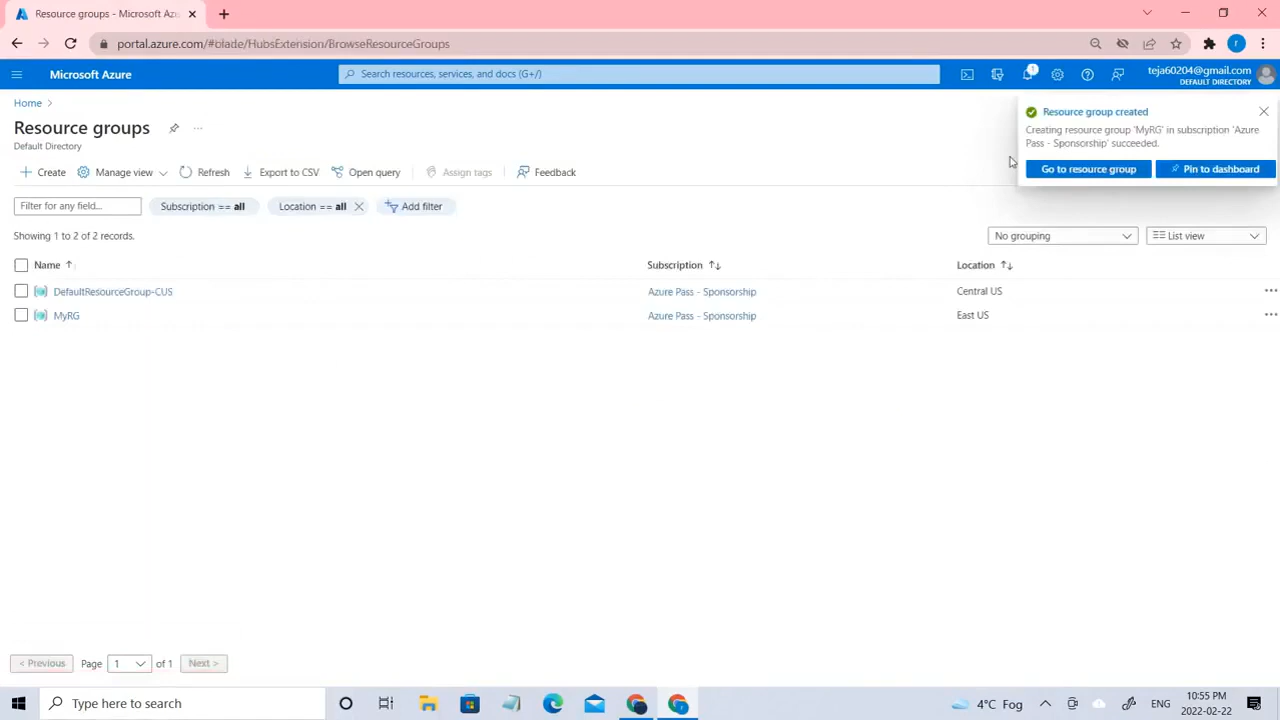 Resource groups - Microsoft Azu
portal.azure.com/#blade/HubsExtension/BrowseResourceGroups
Microsoft Azure
Search resources, services, and docs (G+/)
1
teja60204@gmail.com
DEFAULT DIRECTORY
Home >
Resource groups
...
Default Directory
Resource group created
Creating resource group 'MyRG' in subscription 'Azure
Pass - Sponsorship' succeeded.
Go to resource group
Pin to dashboard
Create
Manage view
Refresh
Export to CSV
Open query
Assign tags
Feedback
Filter for any field...
Subscription == all
Location == all
Add filter
Showing 1 to 2 of 2 records.
No grouping
List view
Name ↑
Subscription ↑↓
Location ↑↓
DefaultResourceGroup-CUS
Azure Pass - Sponsorship
Central US
...
MyRG
Azure Pass - Sponsorship
East US
...
< Previous
Page
1
of 1
Next >
Type here to search
4°C Fog
ENG
10:55 PM
2022-02-22